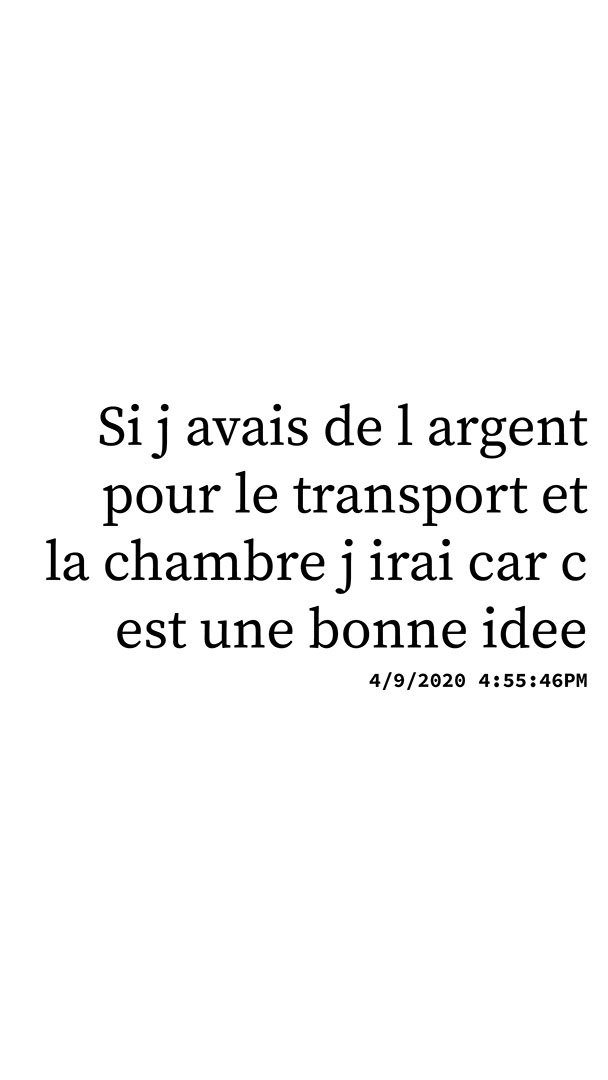 Si j avais de l argent
pour le transport et
la chambre j irai car c
est une bonne idee
4/9/2020 4:55:46PM